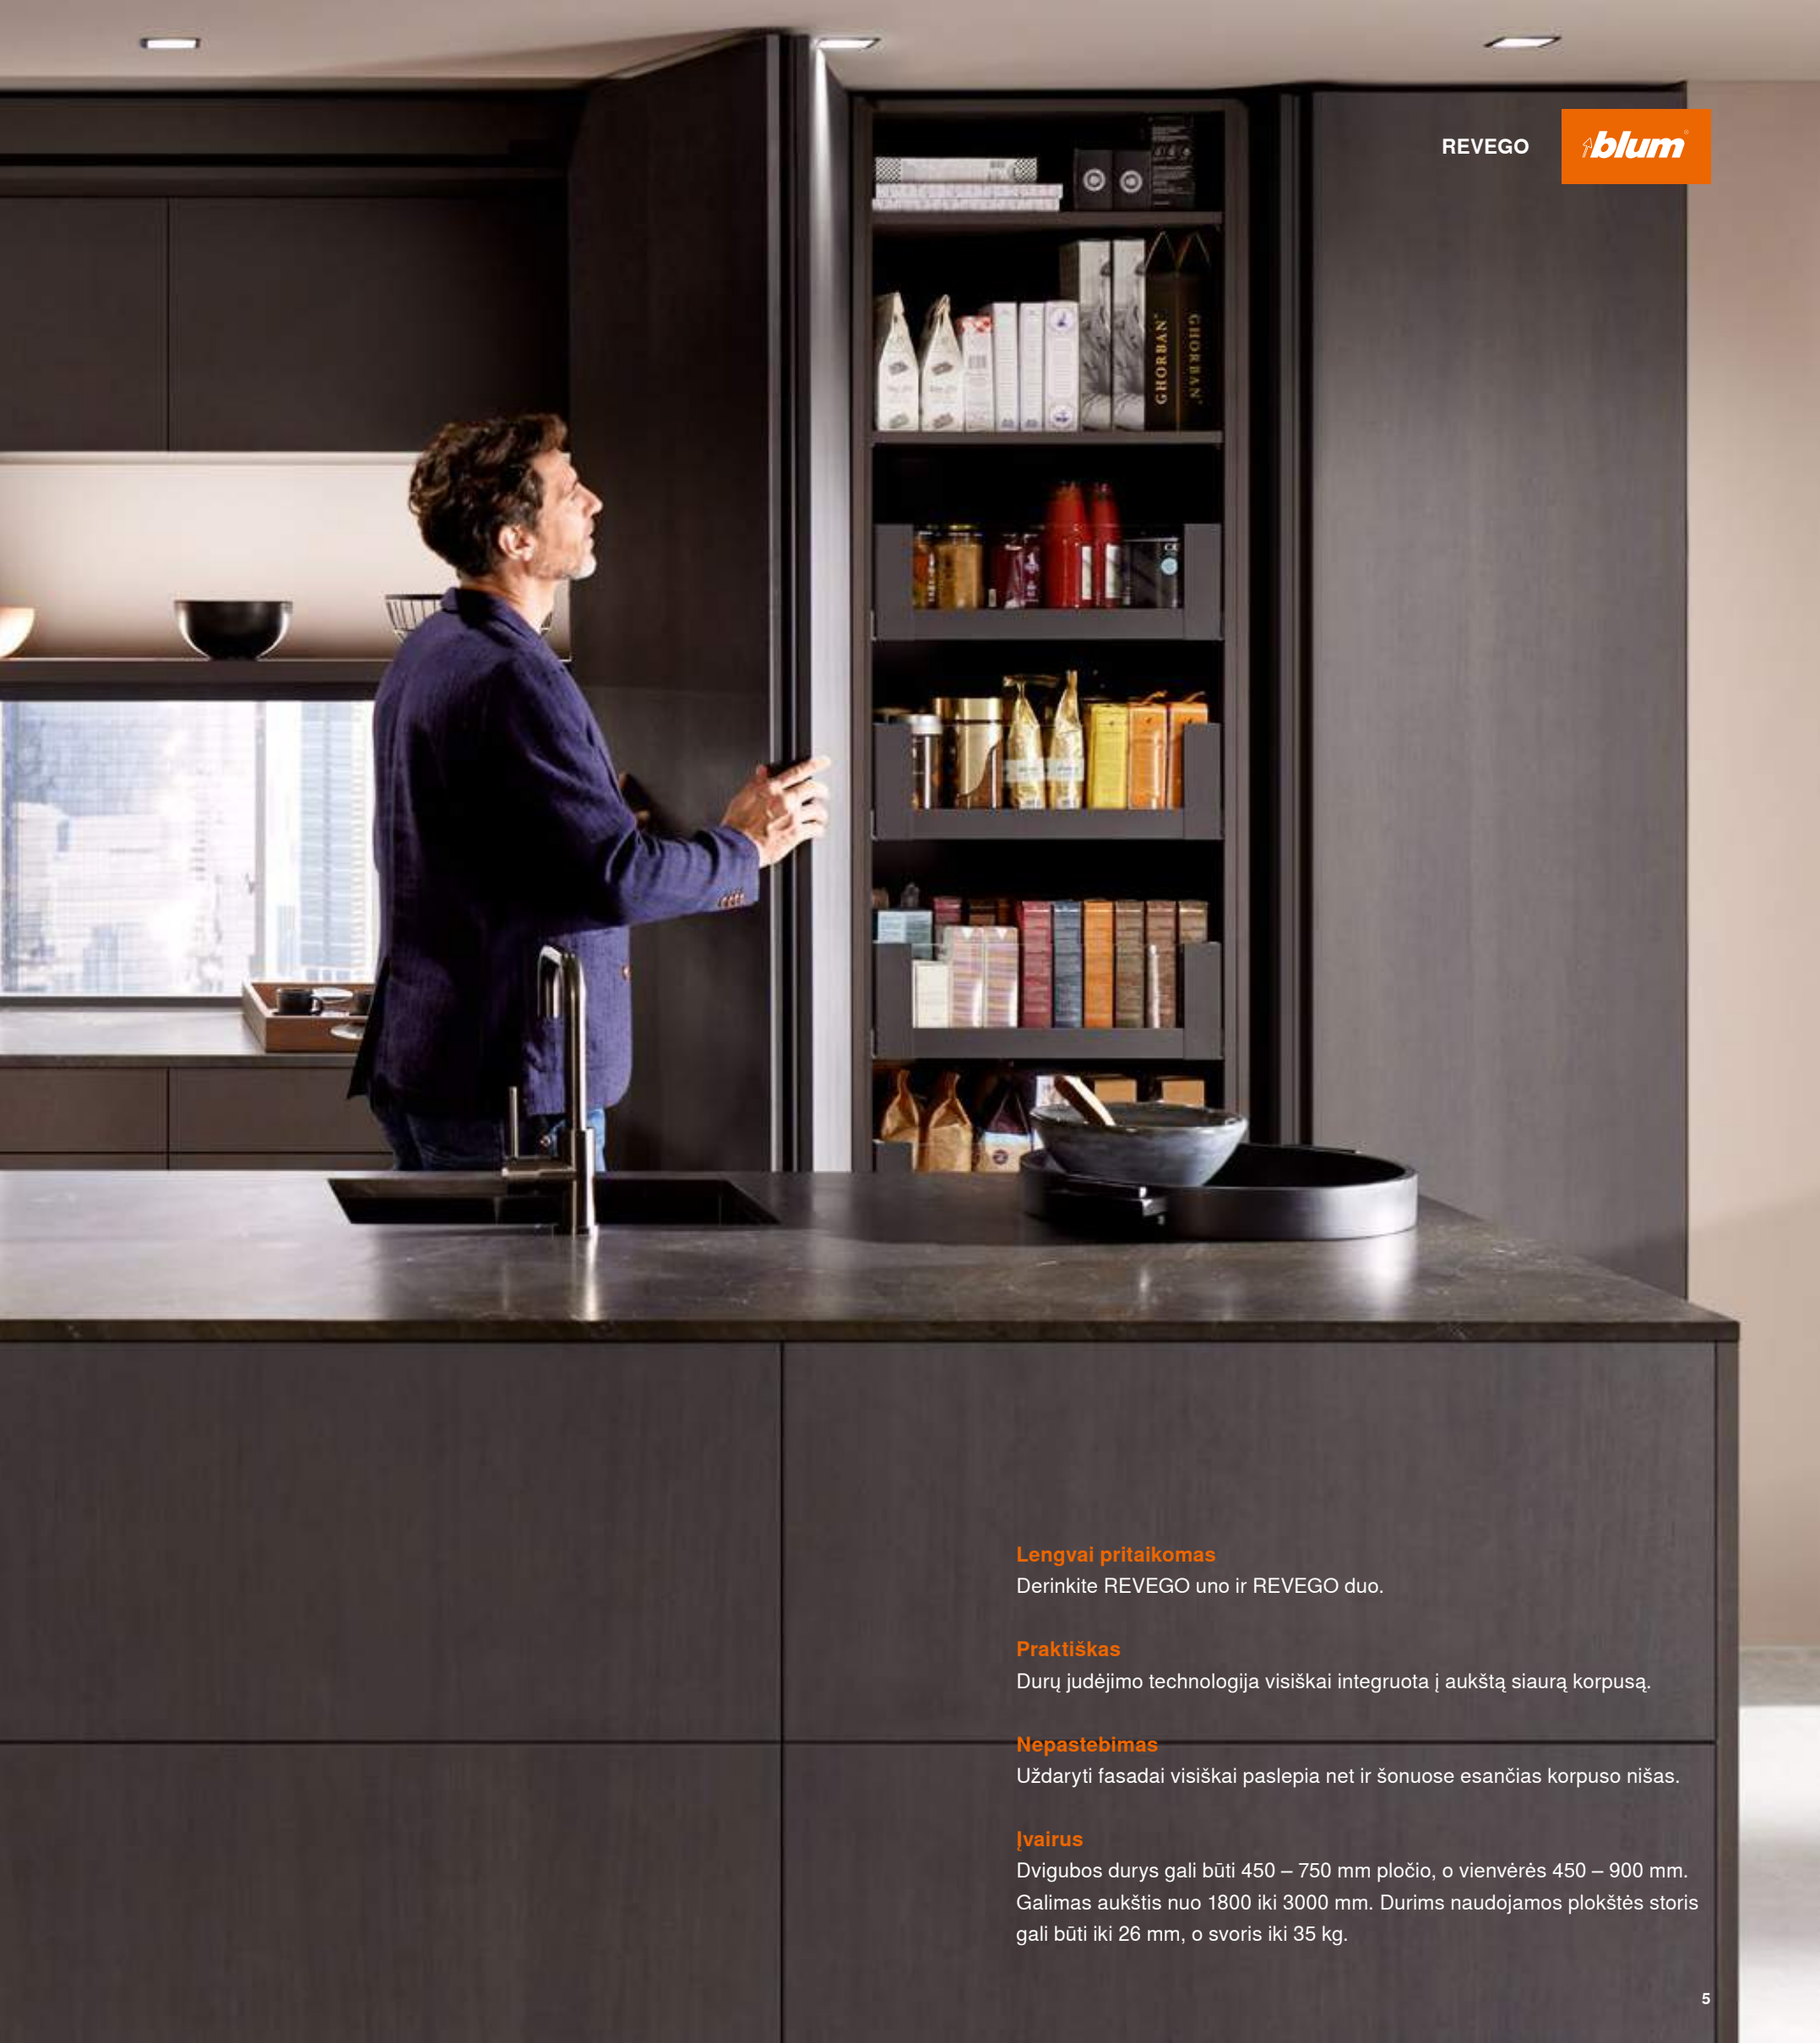 REVEGO
blum
GHORBAN
GHORBAN
Lengvai pritaikomas
Derinkite REVEGO uno ir REVEGO duo.
Praktiškas
Durų judėjimo technologija visiškai integruota į aukštą siaurą korpusą.
Nepastebimas
Uždaryti fasadai visiškai paslepia net ir šonuose esančias korpuso nišas.
Įvairus
Dvigubos durys gali būti 450 – 750 mm pločio, o vienvėrės 450 – 900 mm.
Galimas aukštis nuo 1800 iki 3000 mm. Durims naudojamos plokštės storis
gali būti iki 26 mm, o svoris iki 35 kg.
5